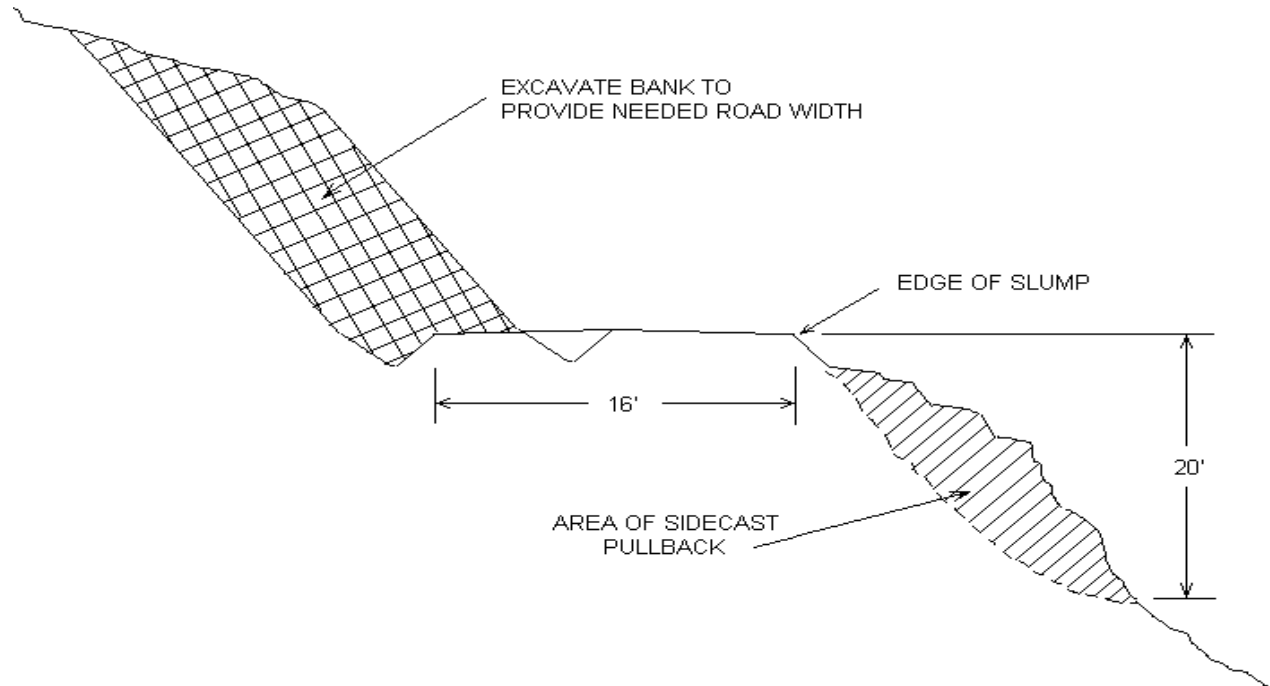 EXCAVATE BANK TO
PROVIDE NEEDED ROAD WIDTH
EDGE OF SLUMP
16'
20'
AREA OF SIDECAST
PULLBACK